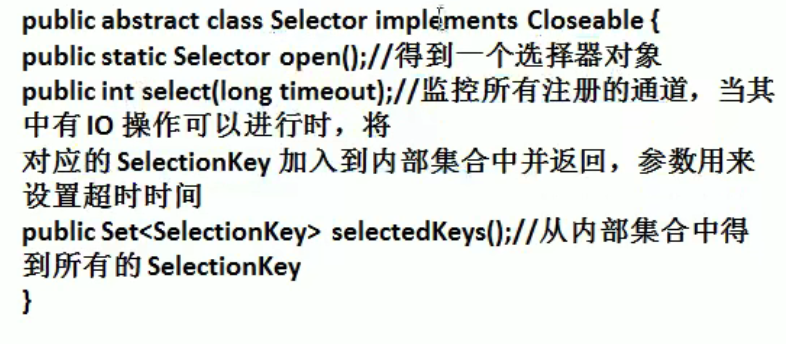 public abstract class Selector implements Closeable {
public static Selector open();//得到一个选择器对象
public int select(long timeout);//监控所有注册的通道，当其
中有 IO 操作可以进行时，将
对应的 SelectionKey 加入到内部集合中并返回，参数用来
设置超时时间
public Set<SelectionKey> selectedKeys();//从内部集合中得
到所有的 SelectionKey
}